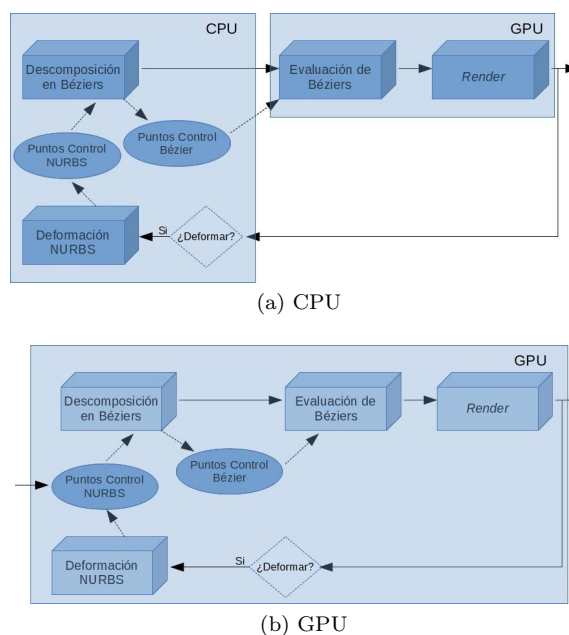 CPU
GPU
Descomposición
en Béziers
Evaluación de
Béziers
Render
Puntos Control
NURBS
Puntos Control
Bézier
Deformación
NURBS
Si
¿Deformar?
(a) CPU
GPU
Descomposición
en Béziers
Evaluación de
Béziers
Render
Puntos Control
NURBS
Puntos Control
Bézier
Deformación
NURBS
Si
¿Deformar?
(b) GPU